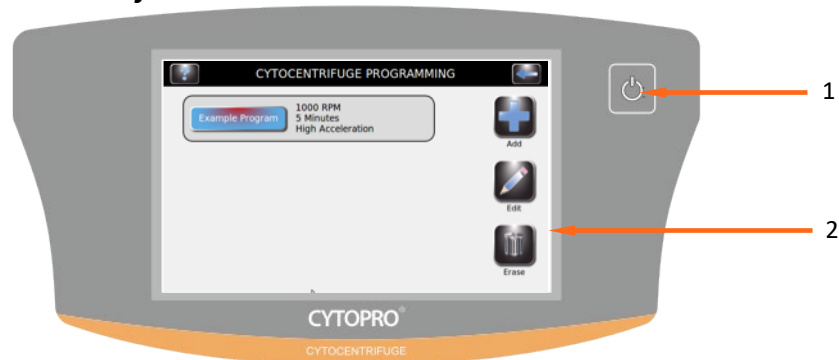 CYTOCENTRIFUGE PROGRAMMING
Example Program
1000 RPM
5 Minutes
High Acceleration
Add
Edit
Erase
1
2
CYTOPRO®
CYTOCENTRIFUGE